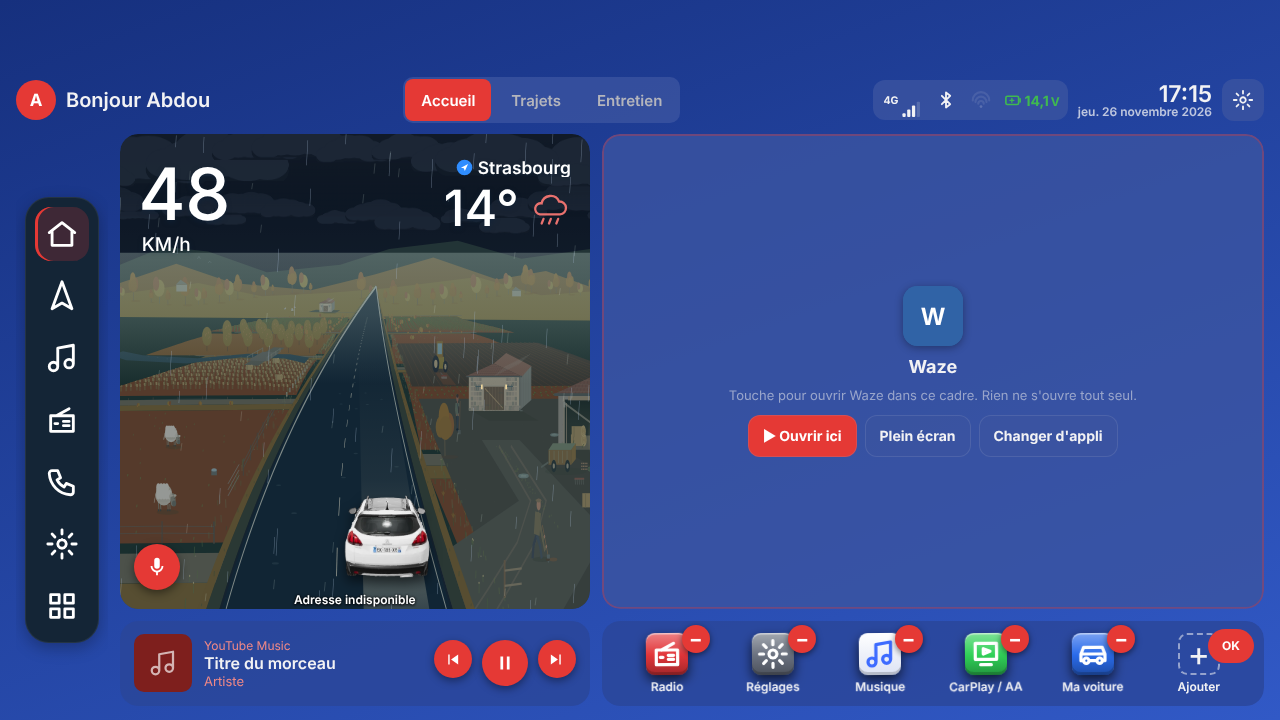 A
Bonjour Abdou
Accueil
Trajets
Entretien
4G
14,1 V
17:15
jeu. 26 novembre 2026
48
KM/h
Strasbourg
14°
Adresse indisponible
W
Waze
Touche pour ouvrir Waze dans ce cadre. Rien ne s'ouvre tout seul.
Ouvrir ici
Plein écran
Changer d'appli
YouTube Music
Titre du morceau
Artiste
Radio
Réglages
Musique
CarPlay / AA
Ma voiture
OK
Ajouter